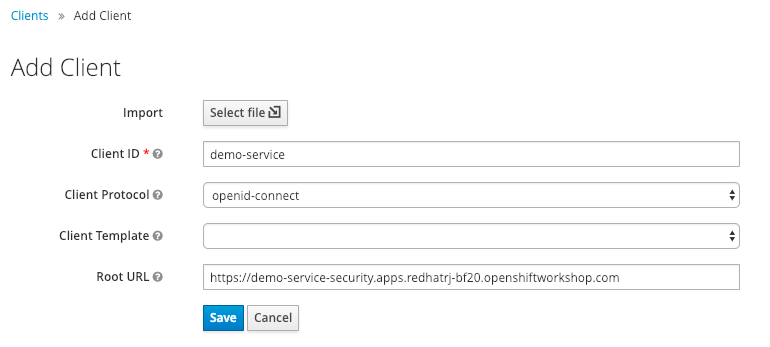 Clients » Add Client
Add Client
Import Select file
Client ID * demo-service
Client Protocol openid-connect
Client Template
Root URL https://demo-service-security.apps.redhatrj-bf20.openshiftworkshop.com
Save Cancel